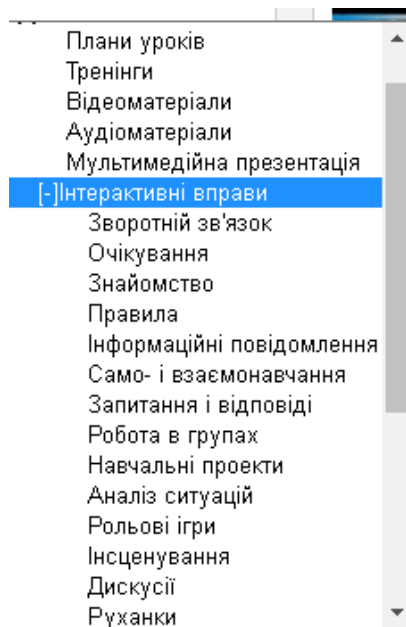 Плани уроків
Тренінги
Відеоматеріали
Аудіоматеріали
Мультимедійна презентація
[-]Інтерактивні вправи
Зворотній зв'язок
Очікування
Знайомство
Правила
Інформаційні повідомлення
Само- і взаємонавчання
Запитання і відповіді
Робота в групах
Навчальні проекти
Аналіз ситуацій
Рольові ігри
Інсценування
Дискусії
Руханки